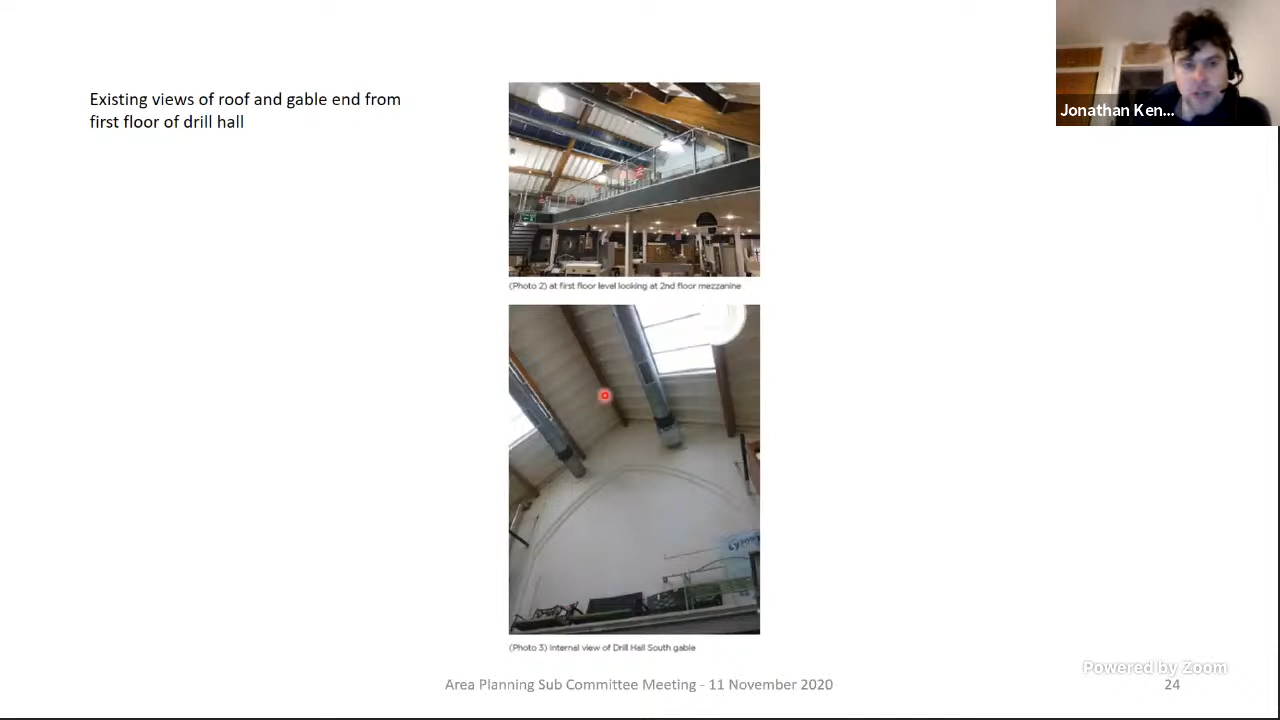 Existing views of roof and gable end from
first floor of drill hall
Jonathan Ken...
(Photo 2) at first floor level looking at 2nd floor mezzanine
(Photo 3) Internal view of Drill Hall South gable
Powered by Zoom
Area Planning Sub Committee Meeting - 11 November 2020
24